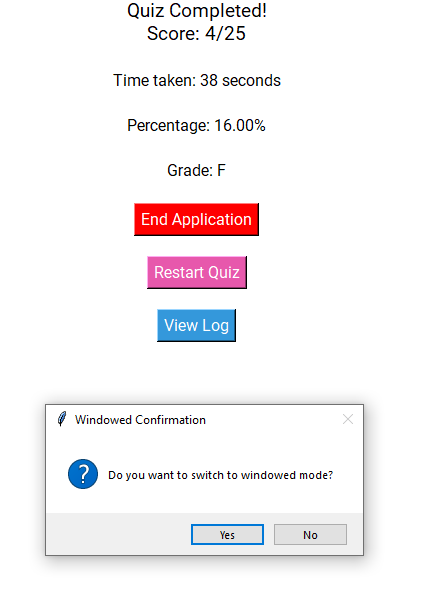 Quiz Completed!
Score: 4/25
Time taken: 38 seconds
Percentage: 16.00%
Grade: F
End Application
Restart Quiz
View Log
Windowed Confirmation
?
Do you want to switch to windowed mode?
Yes
No